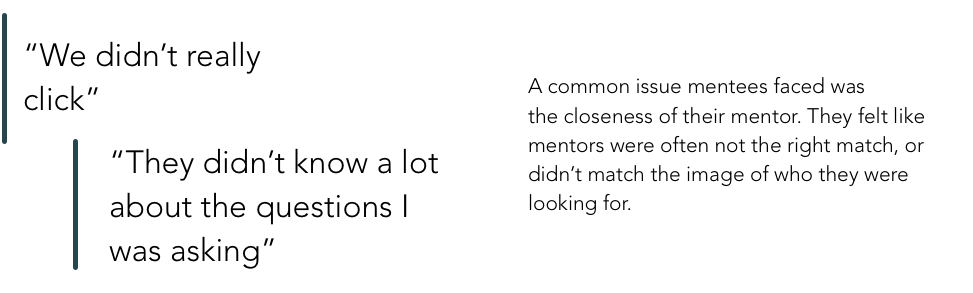 “We didn’t really
click”
“They didn’t know a lot
about the questions I
was asking”
A common issue mentees faced was
the closeness of their mentor. They felt like
mentors were often not the right match, or
didn’t match the image of who they were
looking for.